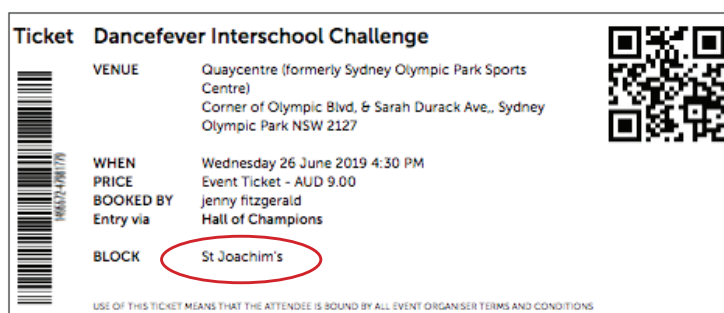 Ticket Dancefever Interschool Challenge
VENUE Quaycentre (formerly Sydney Olympic Park Sports
Centre)
Corner of Olympic Blvd, & Sarah Durack Ave,, Sydney
Olympic Park NSW 2127
WHEN Wednesday 26 June 2019 4:30 PM
PRICE Event Ticket - AUD 9.00
BOOKED BY jenny fitzgerald
Entry via Hall of Champions
BLOCK St Joachim's
USE OF THIS TICKET MEANS THAT THE ATTENDEE IS BOUND BY ALL EVENT ORGANISER TERMS AND CONDITIONS